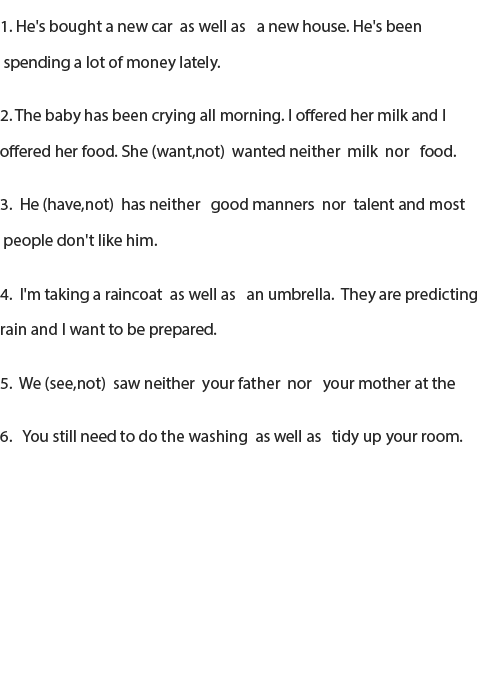 1. He's bought a new car as well as a new house. He's been
spending a lot of money lately.
2. The baby has been crying all morning. I offered her milk and I
offered her food. She (want,not) wanted neither milk nor food.
3. He (have,not) has neither good manners nor talent and most
people don't like him.
4. I'm taking a raincoat as well as an umbrella. They are predicting
rain and I want to be prepared.
5. We (see,not) saw neither your father nor your mother at the
6. You still need to do the washing as well as tidy up your room.